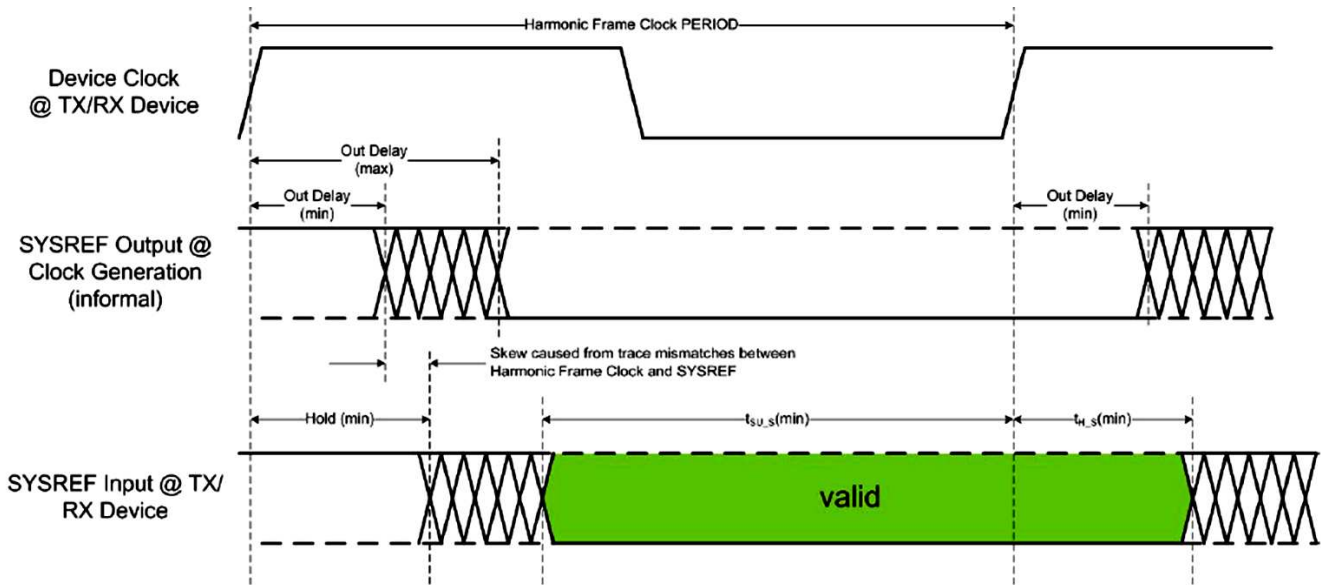 Harmonic Frame Clock PERIOD
Device Clock
@ TX/RX Device
Out Delay
(max)
Out Delay
(min)
Out Delay
(min)
SYSREF Output @
Clock Generation
(informal)
Skew caused from trace mismatches between
Harmonic Frame Clock and SYSREF
Hold (min)
tSU_S(min)
tH_S(min)
SYSREF Input @ TX/
RX Device
valid